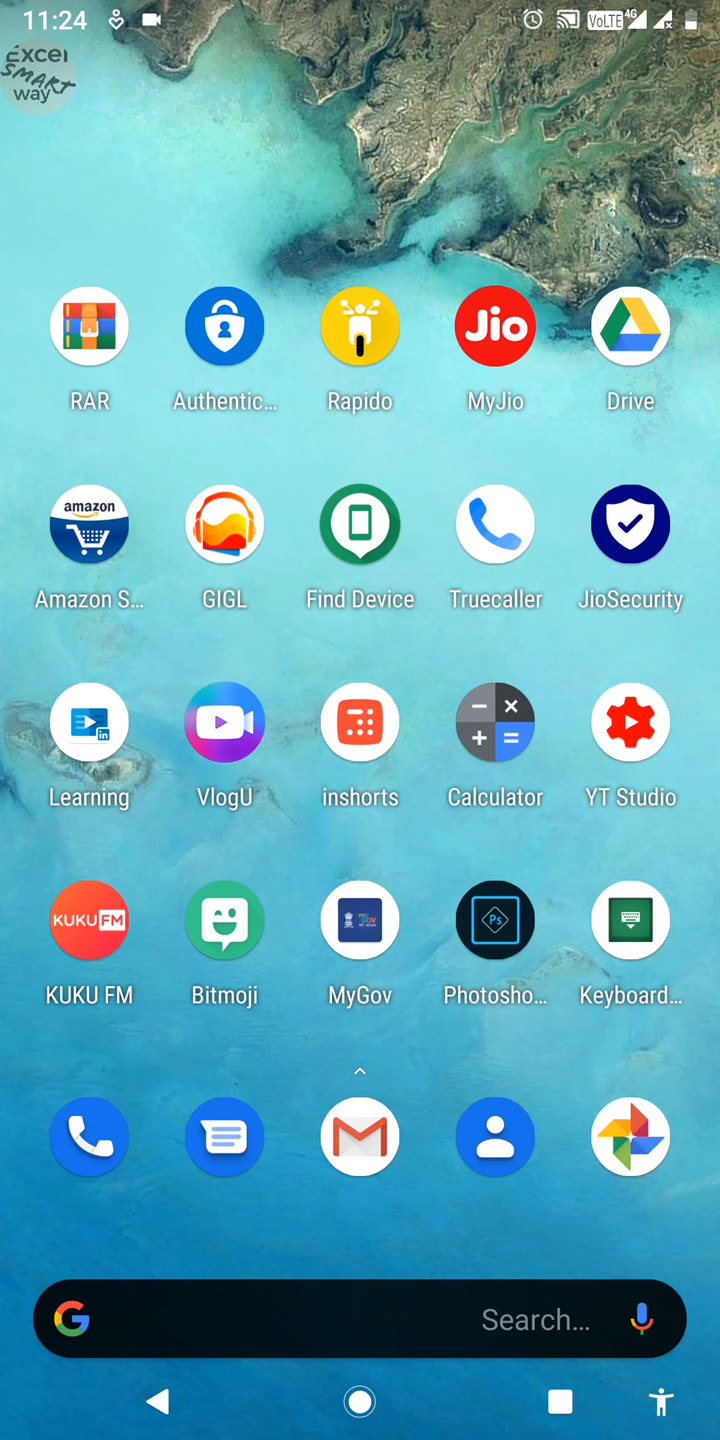 11:24
VoLTE 4G
Excel
SMART
way
Jio
RAR
Authentic...
Rapido
MyJio
Drive
amazon
Amazon S...
GIGL
Find Device
Truecaller
JioSecurity
in
Learning
VlogU
inshorts
Calculator
YT Studio
KUKU FM
Ps
KUKU FM
Bitmoji
MyGov
Photosho...
Keyboard...
G
Search...